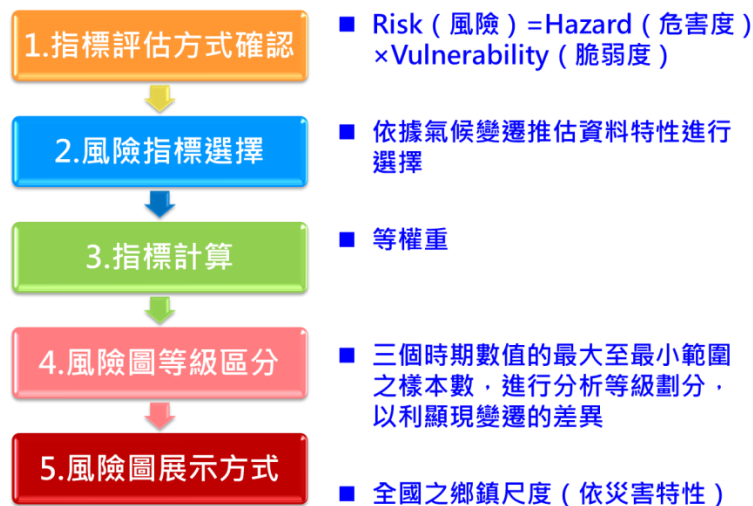 1.指標評估方式確認
■ Risk（風險）=Hazard（危害度）
×Vulnerability（脆弱度）
2.風險指標選擇
■ 依據氣候變遷推估資料特性進行
選擇
3.指標計算
■ 等權重
4.風險圖等級區分
■ 三個時期數值的最大至最小範圍
之樣本數，進行分析等級劃分，
以利顯現變遷的差異
5.風險圖展示方式
■ 全國之鄉鎮尺度（依災害特性）